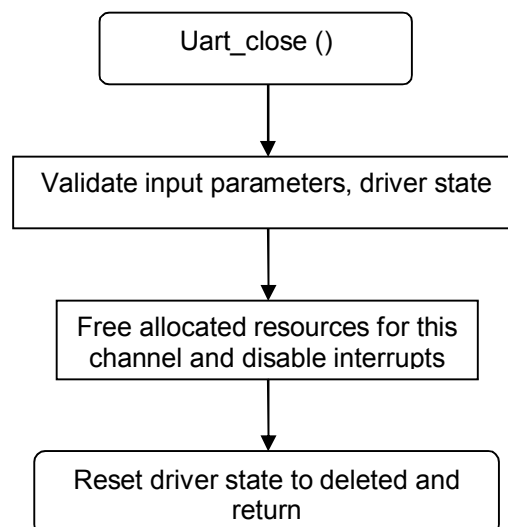 Uart_close ()
Validate input parameters, driver state
Free allocated resources for this
channel and disable interrupts
Reset driver state to deleted and
return